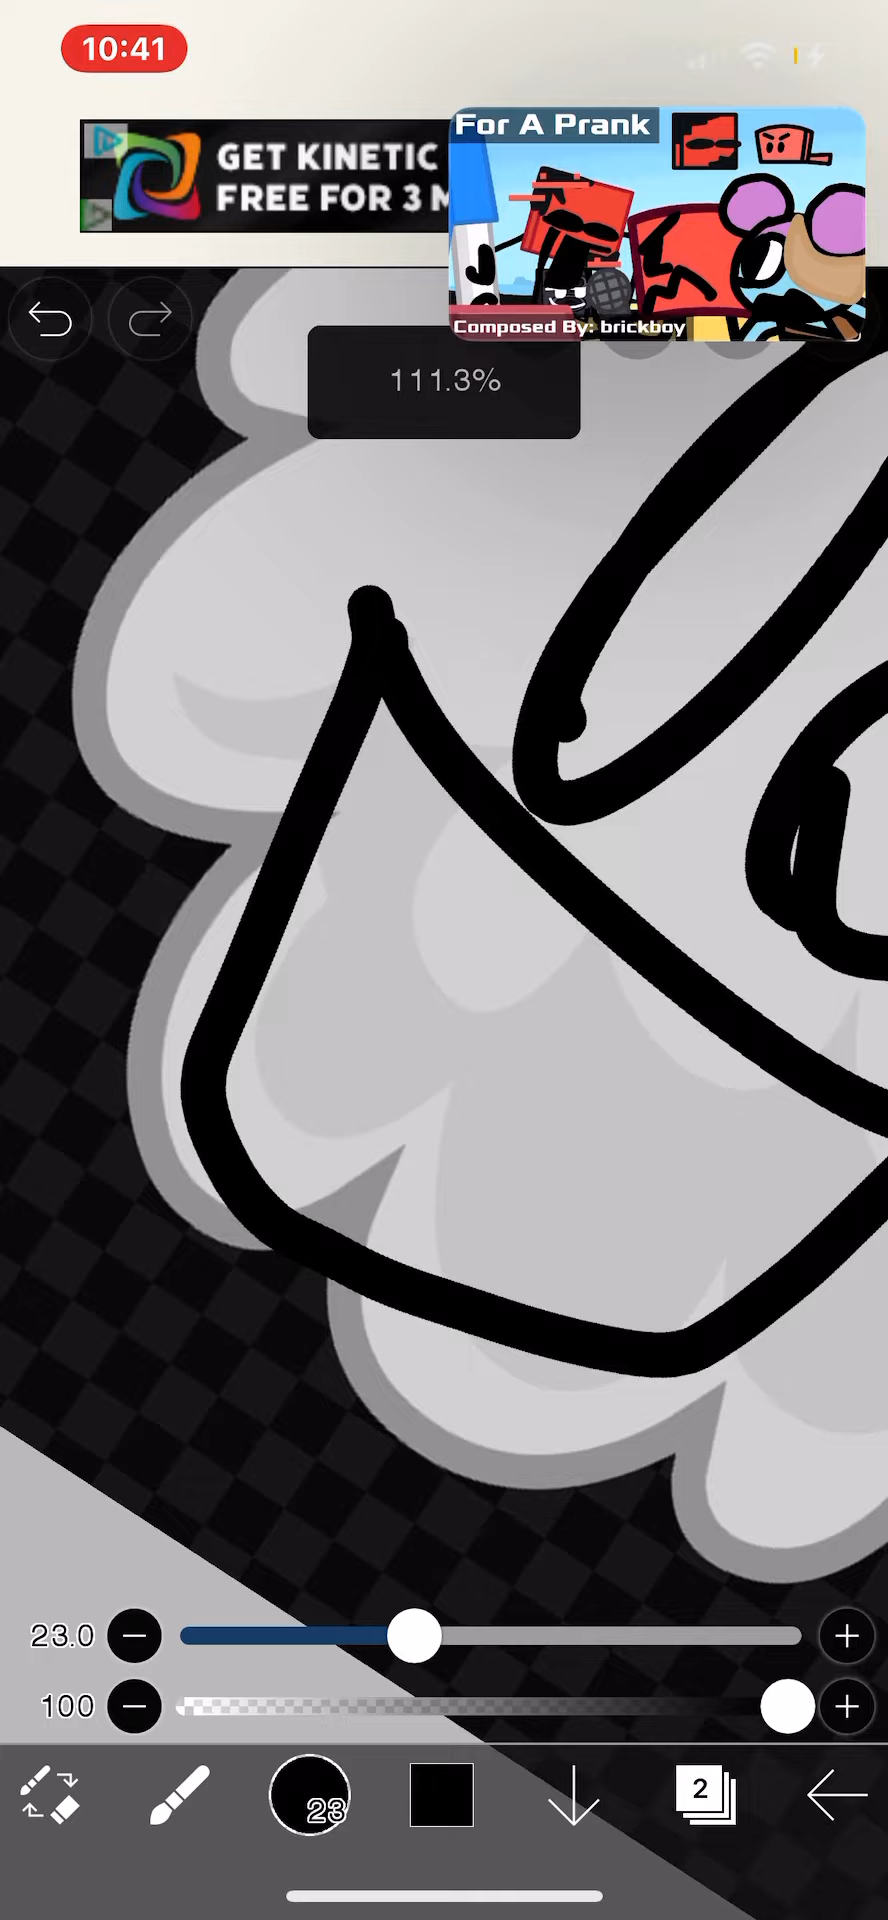 10:41
GET KINETIC
FREE FOR 3 M
For A Prank
Composed By: brickboy
111.3%
23.0
100
23
2